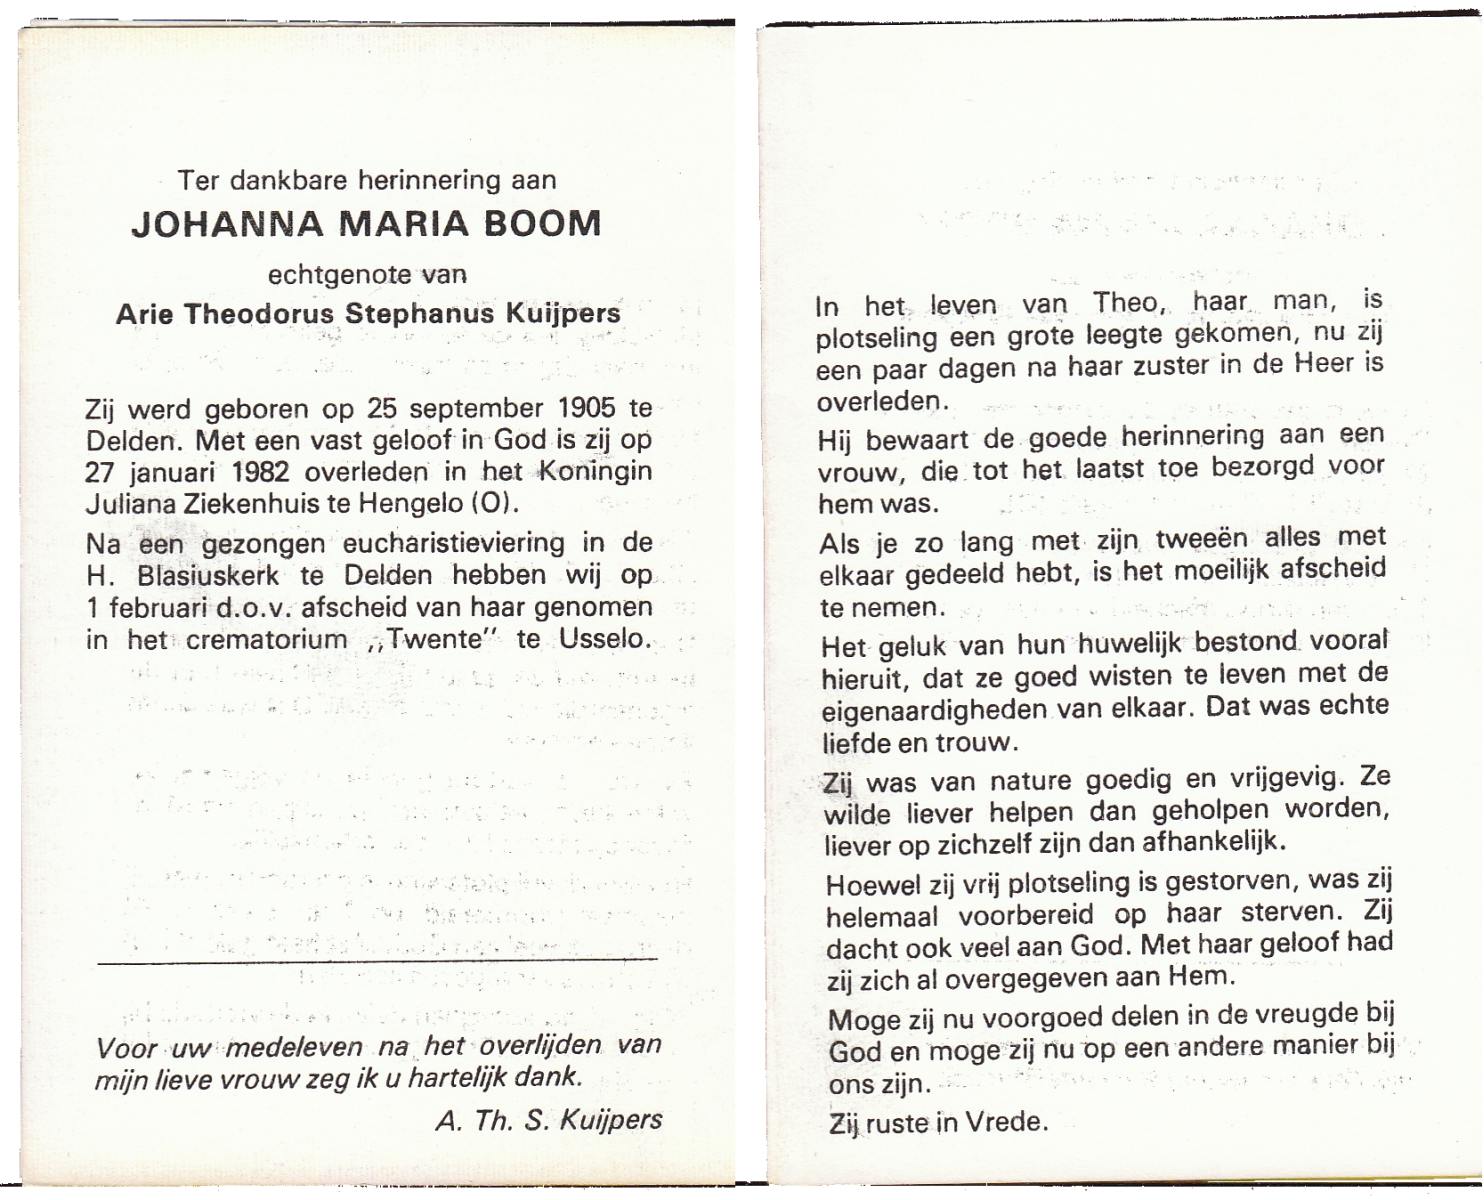 Ter dankbare herinnering aan
JOHANNA MARIA BOOM
echtgenote van
Arie Theodorus Stephanus Kuijpers
Zij werd geboren op 25 september 1905 te
Delden. Met een vast geloof in God is zij op
27 januari 1982 overleden in het Koningin
Juliana Ziekenhuis te Hengelo (O).
Na een gezongen eucharistieviering in de
H. Blasiuskerk te Delden hebben wij op
1 februari d.o.v. afscheid van haar genomen
in het crematorium ,,Twente" te Usselo.
Voor uw medeleven na het overlijden van
mijn lieve vrouw zeg ik u hartelijk dank.
A. Th. S. Kuijpers
In het leven van Theo, haar man, is
plotseling een grote leegte gekomen, nu zij
een paar dagen na haar zuster in de Heer is
overleden.
Hij bewaart de goede herinnering aan een
vrouw, die tot het laatst toe bezorgd voor
hem was.
Als je zo lang met zijn tweeën alles met
elkaar gedeeld hebt, is het moeilijk afscheid
te nemen.
Het geluk van hun huwelijk bestond vooral
hieruit, dat ze goed wisten te leven met de
eigenaardigheden van elkaar. Dat was echte
liefde en trouw.
Zij was van nature goedig en vrijgevig. Ze
wilde liever helpen dan geholpen worden,
liever op zichzelf zijn dan afhankelijk.
Hoewel zij vrij plotseling is gestorven, was zij
helemaal voorbereid op haar sterven. Zij
dacht ook veel aan God. Met haar geloof had
zij zich al overgegeven aan Hem.
Moge zij nu voorgoed delen in de vreugde bij
God en moge zij nu op een andere manier bij
ons zijn.
Zij ruste in Vrede.